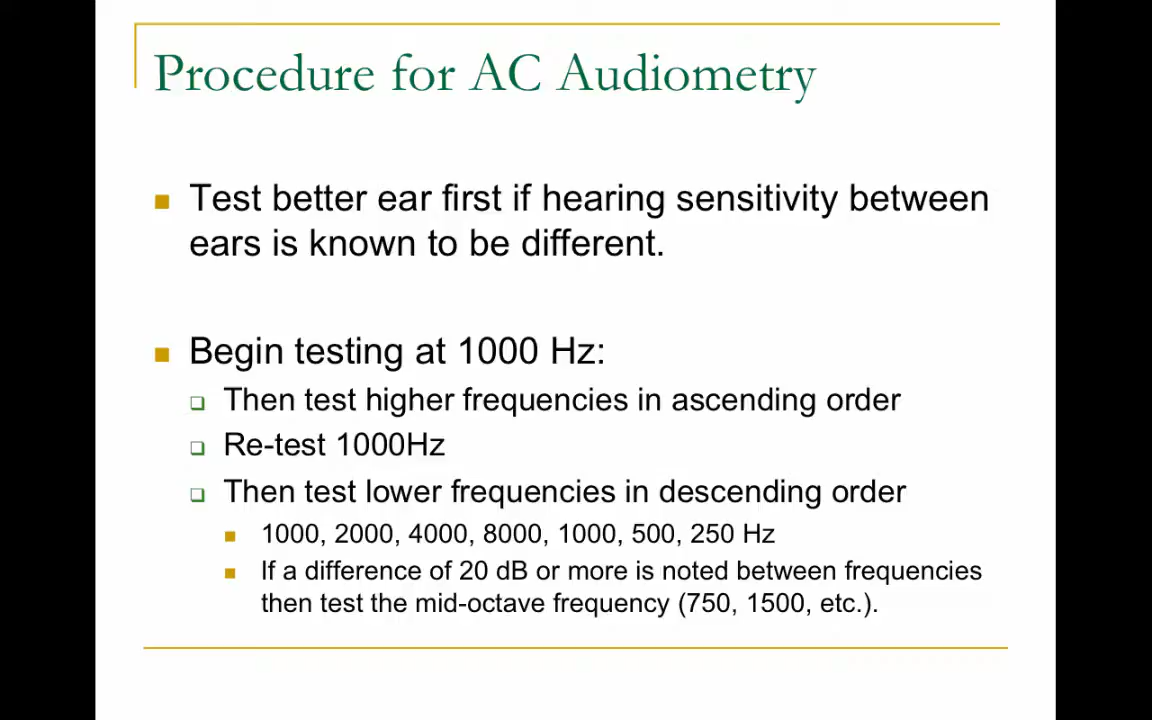 Procedure for AC Audiometry
Test better ear first if hearing sensitivity between
ears is known to be different.
Begin testing at 1000 Hz:
Then test higher frequencies in ascending order
Re-test 1000Hz
Then test lower frequencies in descending order
1000, 2000, 4000, 8000, 1000, 500, 250 Hz
If a difference of 20 dB or more is noted between frequencies
then test the mid-octave frequency (750, 1500, etc.).